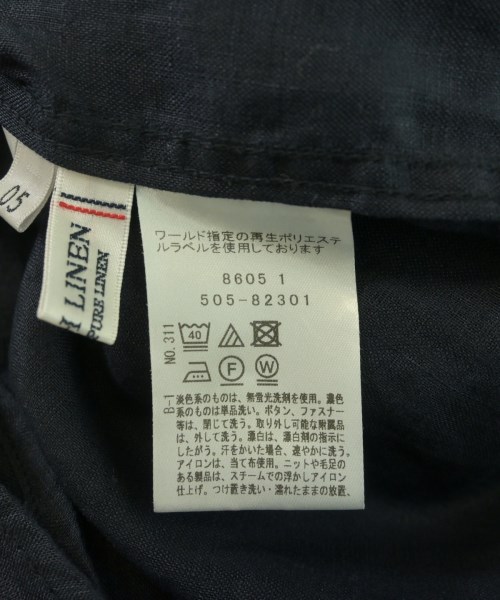 05
LINEN
PURE LINEN
ワールド指定の再生ポリエステ
ルラベルを使用しております
8605 1
505-82301
NO.311
40
F
W
B-1
淡色系のものは、無蛍光洗剤を使用。濃色
系のものは単品洗い。ボタン、ファスナー
等は、閉じて洗う。取り外し可能な附属品
は、外して洗う。漂白は、漂白剤の指示に
したがう。汗をかいた場合、速やかに洗う。
アイロンは、当て布使用。ニットや毛足の
ある製品は、スチームでの浮かしアイロン
仕上げ。つけ置き洗い・濡れたままの放置、